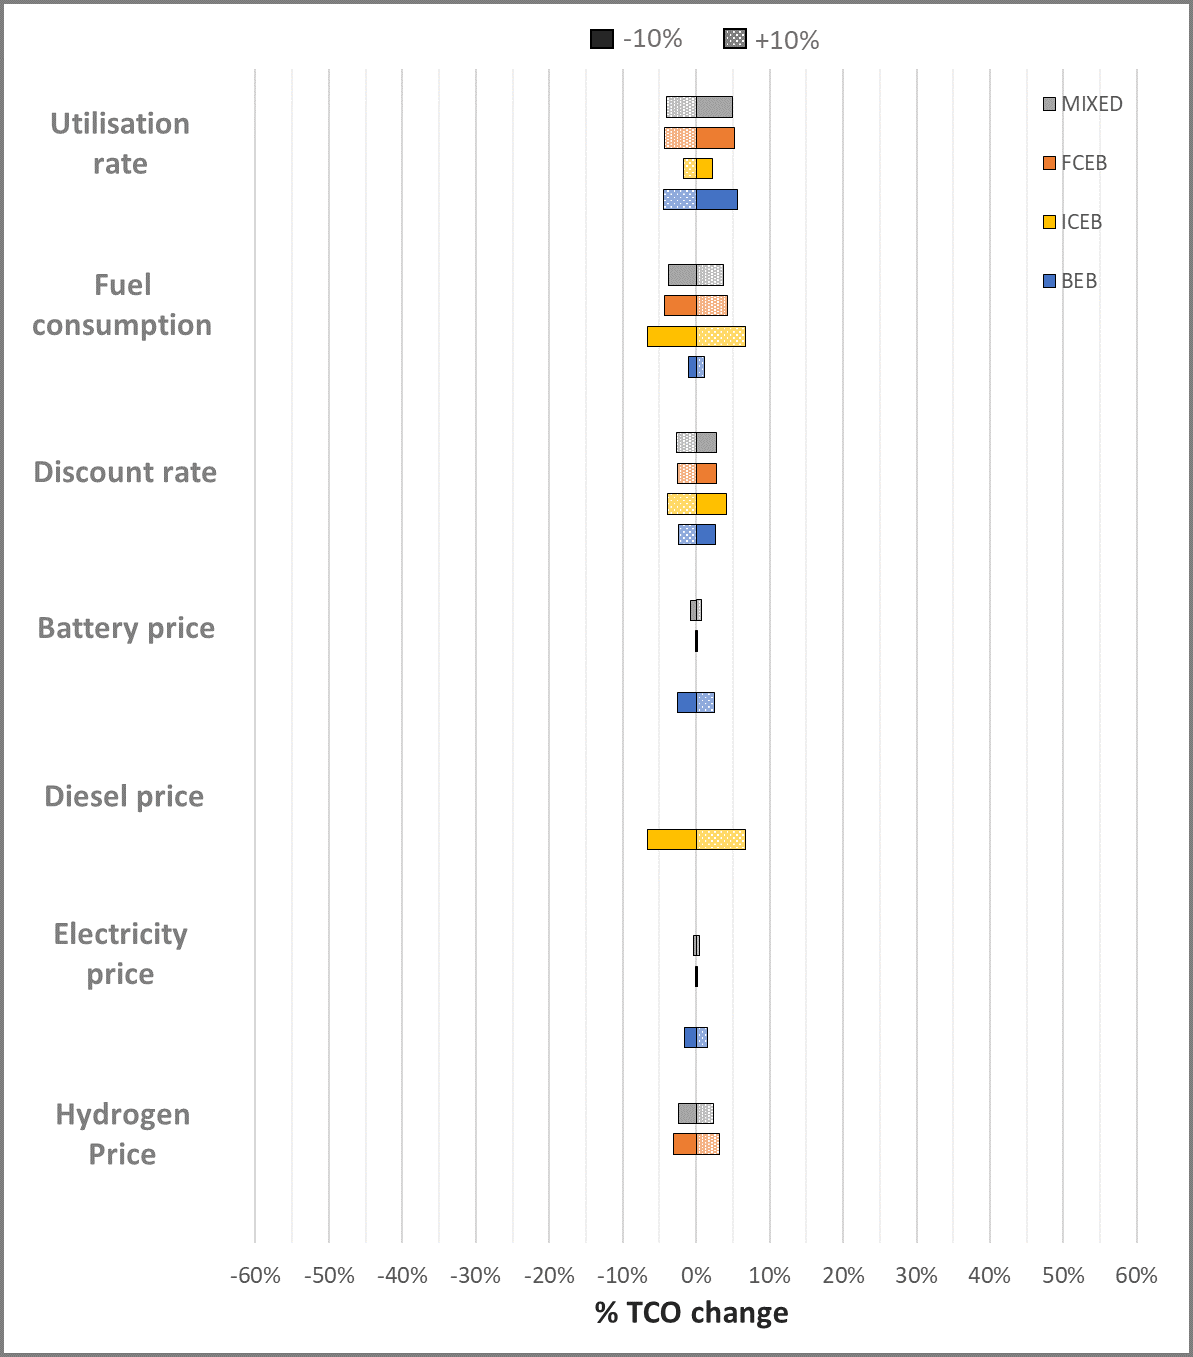 -10% +10%
MIXED
FCEB
ICEB
BEB
Utilisation
rate
Fuel
consumption
Discount rate
Battery price
Diesel price
Electricity
price
Hydrogen
Price
-60% -50% -40% -30% -20% -10% 0% 10% 20% 30% 40% 50% 60%
% TCO change